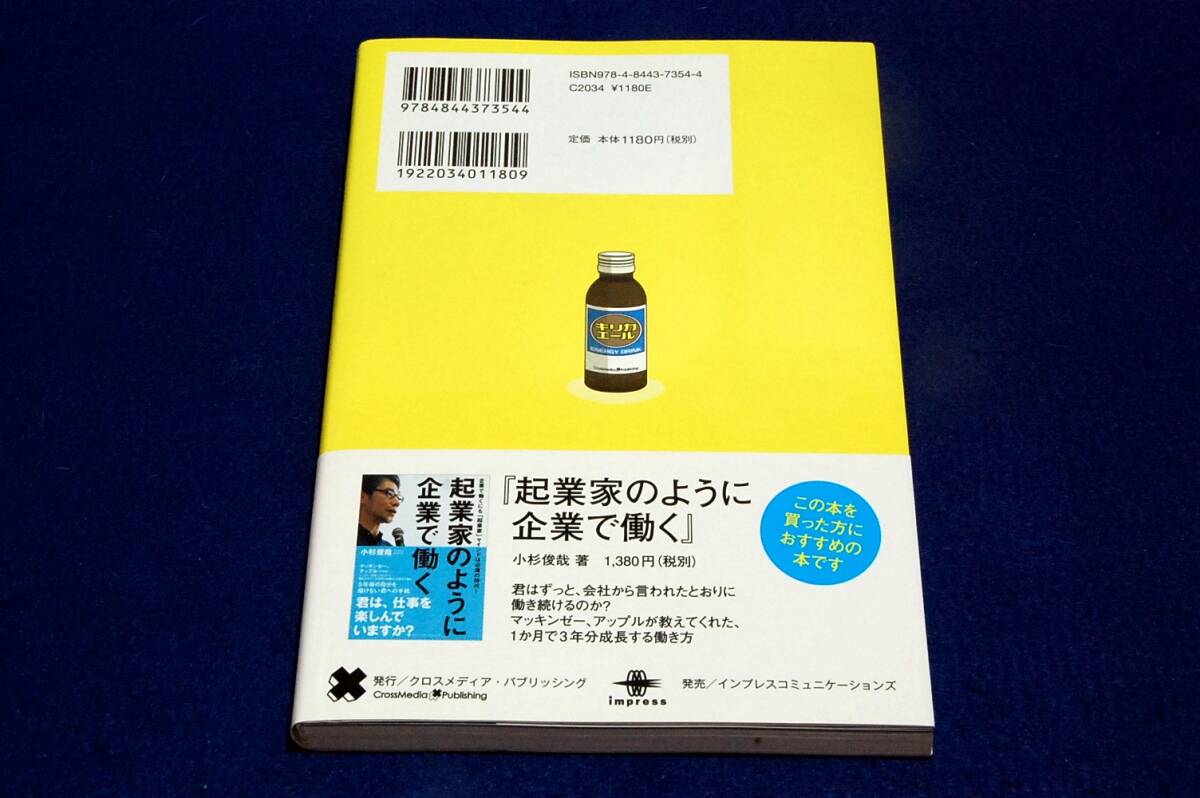 ISBN978-4-8443-7354-4
C2034 ¥1180E
9784844373544
定価 本体1180円(税別)
1922034011809
キリカ
エール
ENERGY DRINK
CrossMedia Publishing
『起業家のように
企業で働く』
小杉俊哉 著 1,380円(税別)
君はずっと、会社から言われたとおりに
働き続けるのか?
マッキンゼー、アップルが教えてくれた、
1か月で3年分成長する働き方
この本を
買った方に
おすすめの
本です
起業家のように
企業で働く
小杉俊哉
マッキンゼー、
君は、仕事を
楽しんで
いますか?
発行/クロスメディア・パブリッシング
CrossMedia Publishing
impress
発売/インプレスコミュニケーションズ